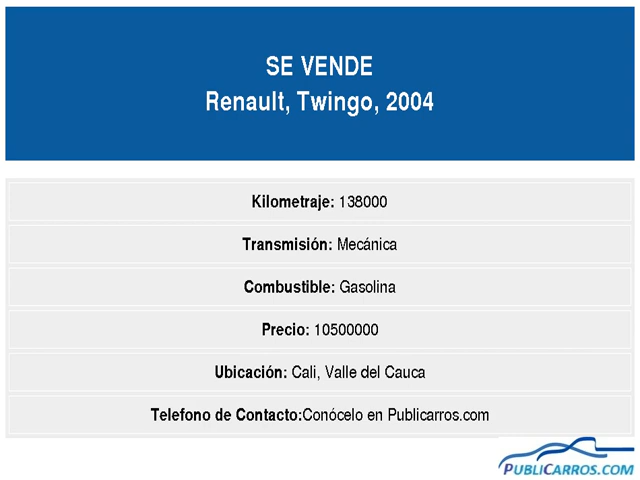 SE VENDE
Renault, Twingo, 2004
Kilometraje: 138000
Transmisión: Mecánica
Combustible: Gasolina
Precio: 10500000
Ubicación: Cali, Valle del Cauca
Telefono de Contacto:Conócelo en Publicarros.com
PUBLICARROS.COM